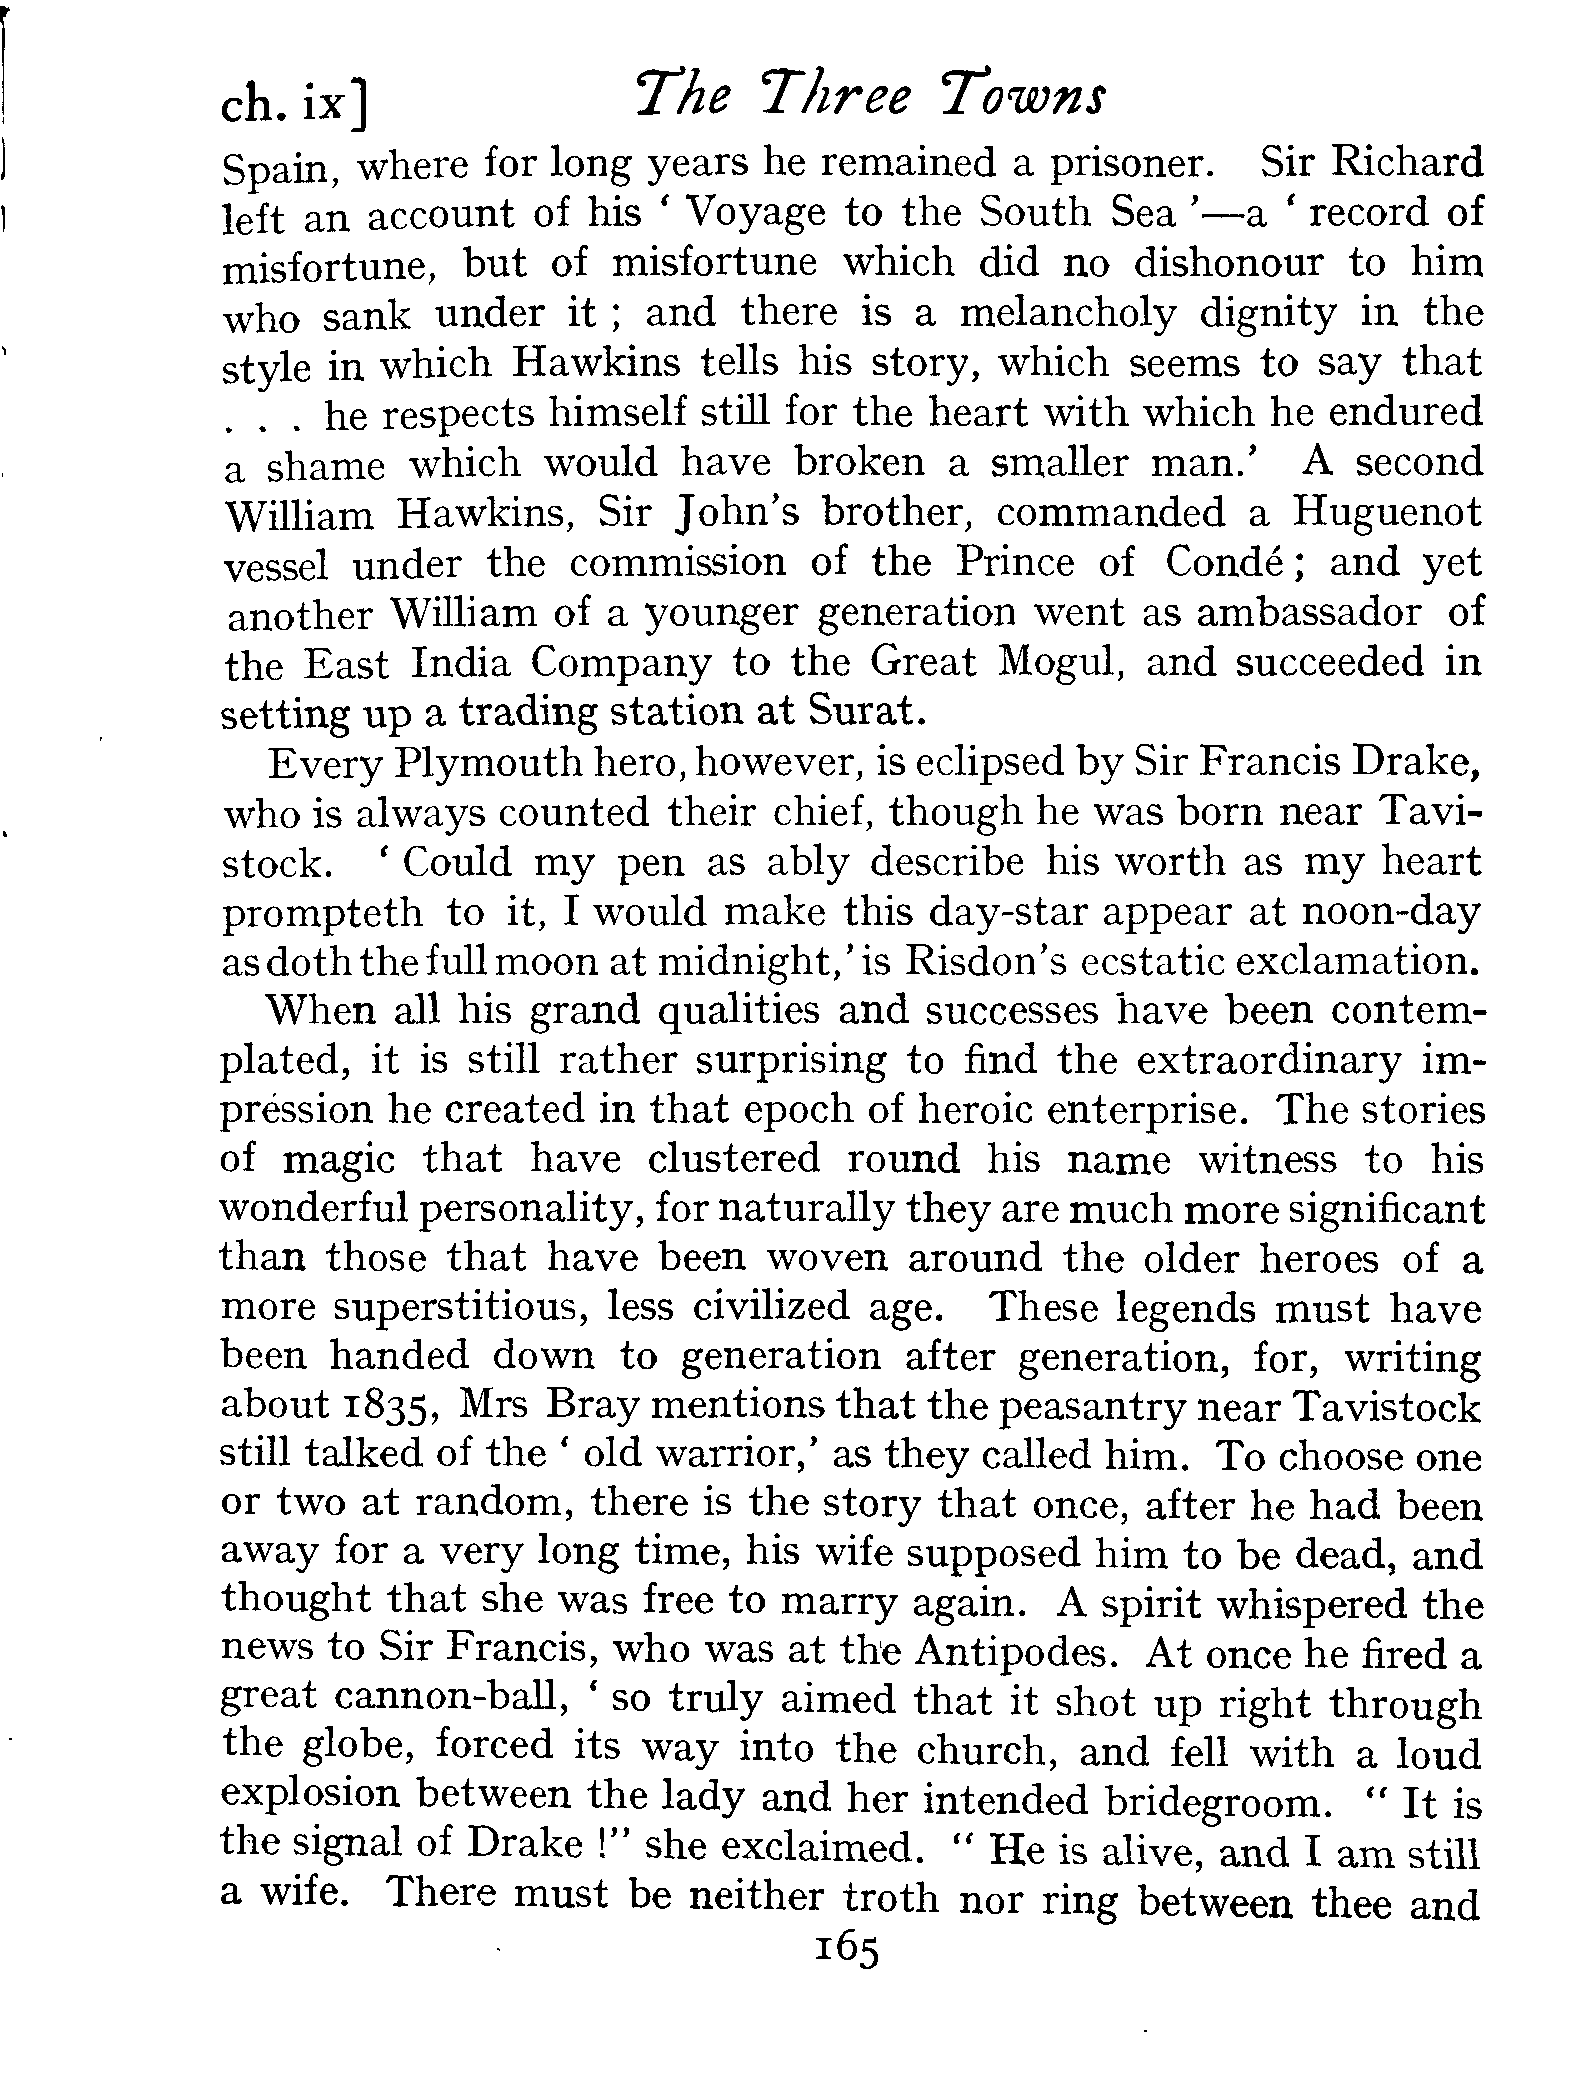 ch. ix] The Three Towns
Spain, where for long years he remained a prisoner. Sir Richard
left an account of his ‘ Voyage to the South Sea ’—a ‘ record of
misfortune, but of misfortune which did no dishonour to him
who sank under it ; and there is a melancholy dignity in the
style in which Hawkins tells his story, which seems to say that
. . . he respects himself still for the heart with which he endured
a shame which would have broken a smaller man.’ A second
William Hawkins, Sir John’s brother, commanded a Huguenot
vessel under the commission of the Prince of Condé ; and yet
another William of a younger generation went as ambassador of
the East India Company to the Great Mogul, and succeeded in
setting up a trading station at Surat.
Every Plymouth hero, however, is eclipsed by Sir Francis Drake,
who is always counted their chief, though he was born near Tavi-
stock. ‘ Could my pen as ably describe his worth as my heart
prompteth to it, I would make this day-star appear at noon-day
as doth the full moon at midnight,’ is Risdon’s ecstatic exclamation.
When all his grand qualities and successes have been contem-
plated, it is still rather surprising to find the extraordinary im-
pression he created in that epoch of heroic enterprise. The stories
of magic that have clustered round his name witness to his
wonderful personality, for naturally they are much more significant
than those that have been woven around the older heroes of a
more superstitious, less civilized age. These legends must have
been handed down to generation after generation, for, writing
about 1835, Mrs Bray mentions that the peasantry near Tavistock
still talked of the ‘ old warrior,’ as they called him. To choose one
or two at random, there is the story that once, after he had been
away for a very long time, his wife supposed him to be dead, and
thought that she was free to marry again. A spirit whispered the
news to Sir Francis, who was at the Antipodes. At once he fired a
great cannon-ball, ‘ so truly aimed that it shot up right through
the globe, forced its way into the church, and fell with a loud
explosion between the lady and her intended bridegroom. “ It is
the signal of Drake !” she exclaimed. “ He is alive, and I am still
a wife. There must be neither troth nor ring between thee and
165